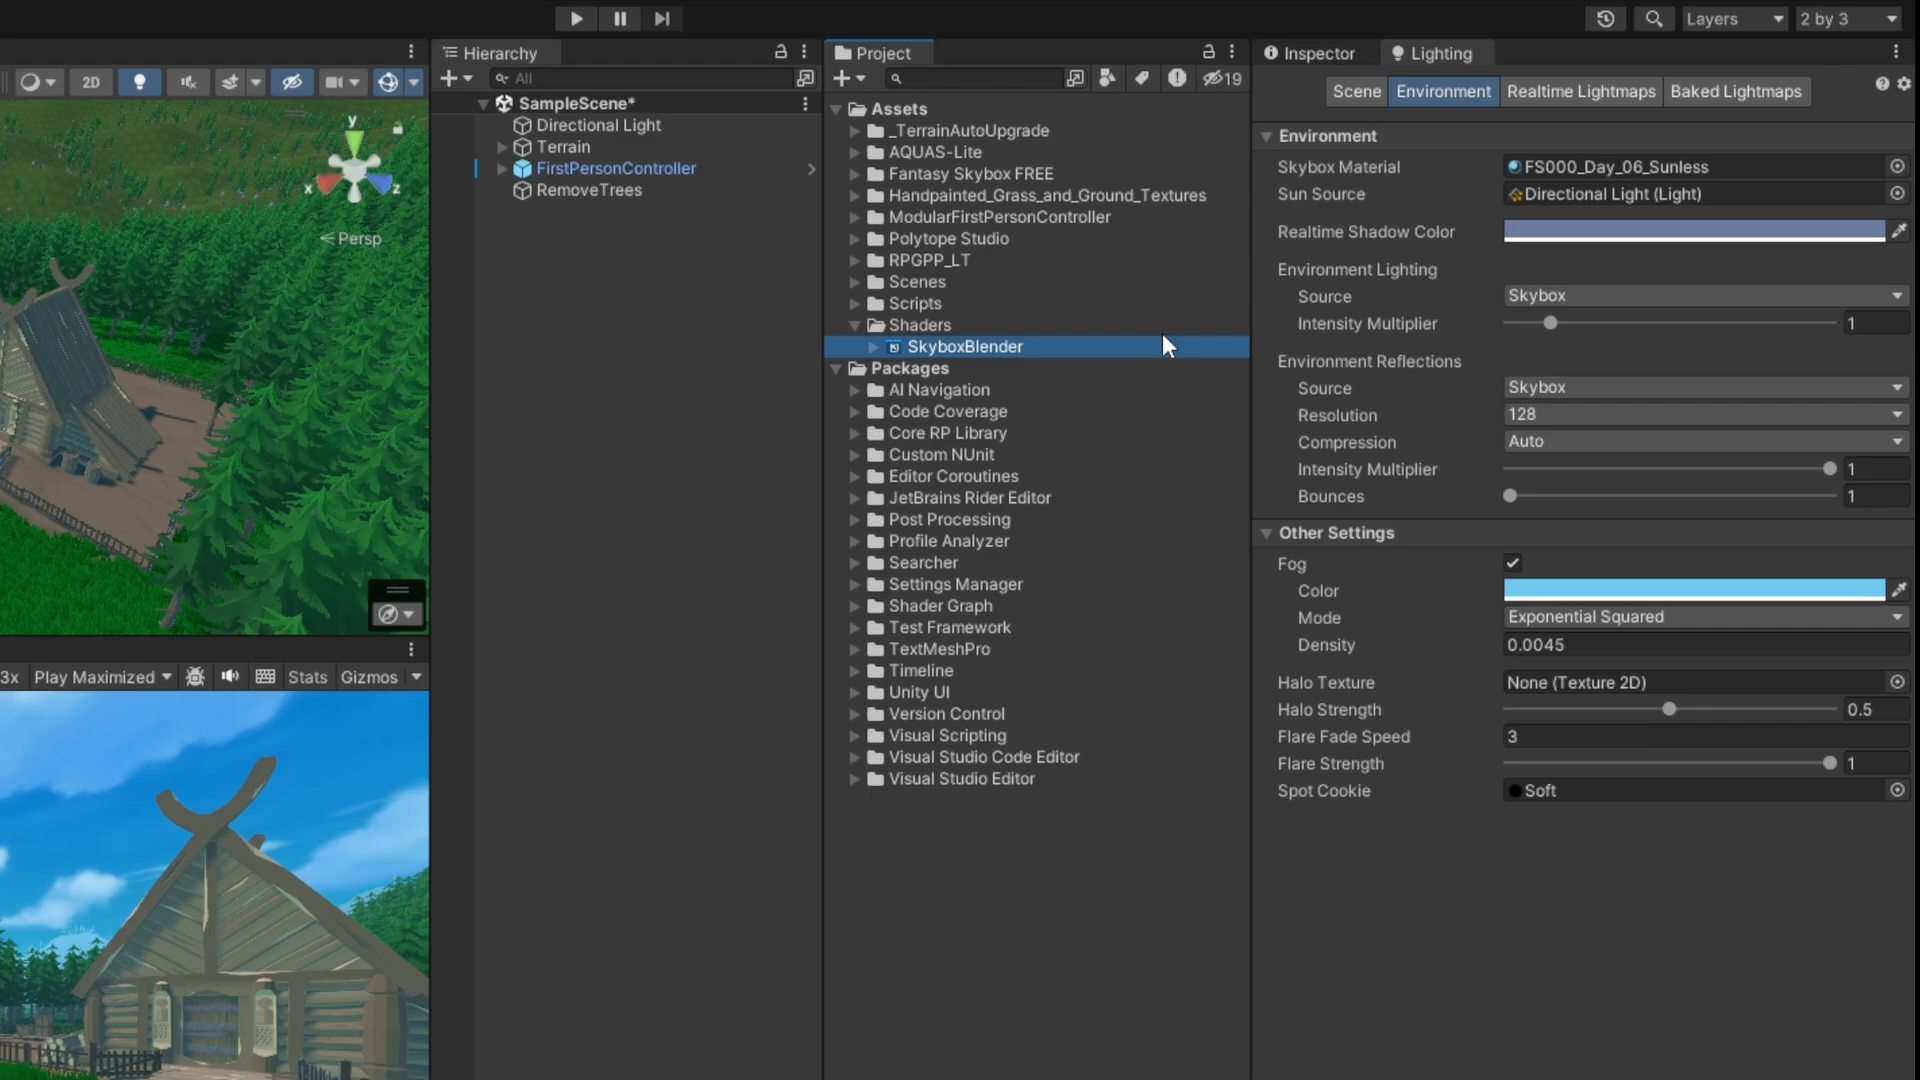 Layers
2 by 3
2D
y
x
z
Persp
3x
Play Maximized
Stats
Gizmos
Hierarchy
All
SampleScene*
Directional Light
Terrain
FirstPersonController
RemoveTrees
Project
19
Assets
_TerrainAutoUpgrade
AQUAS-Lite
Fantasy Skybox FREE
Handpainted_Grass_and_Ground_Textures
ModularFirstPersonController
Polytope Studio
RPGPP_LT
Scenes
Scripts
Shaders
SkyboxBlender
Packages
AI Navigation
Code Coverage
Core RP Library
Custom NUnit
Editor Coroutines
JetBrains Rider Editor
Post Processing
Profile Analyzer
Searcher
Settings Manager
Shader Graph
Test Framework
TextMeshPro
Timeline
Unity UI
Version Control
Visual Scripting
Visual Studio Code Editor
Visual Studio Editor
Inspector
Lighting
Scene
Environment
Realtime Lightmaps
Baked Lightmaps
Environment
Skybox Material FS000_Day_06_Sunless
Sun Source Directional Light (Light)
Realtime Shadow Color
Environment Lighting
Source Skybox
Intensity Multiplier 1
Environment Reflections
Source Skybox
Resolution 128
Compression Auto
Intensity Multiplier 1
Bounces 1
Other Settings
Fog
Color
Mode Exponential Squared
Density 0.0045
Halo Texture None (Texture 2D)
Halo Strength 0.5
Flare Fade Speed 3
Flare Strength 1
Spot Cookie Soft